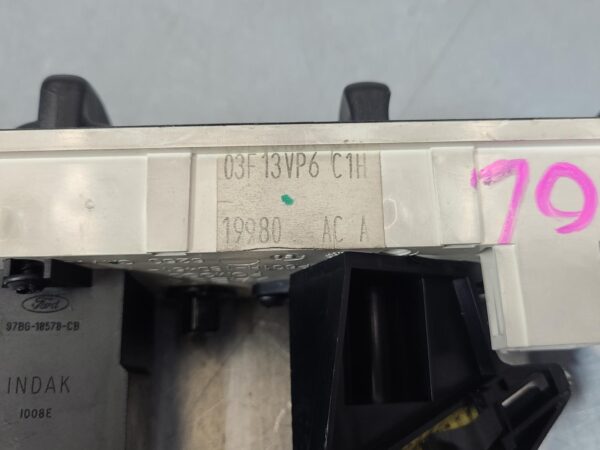 03F13VP6 C1H
19980 AC A
79
Ford
97BG-18578-CB
INDAK
1008E